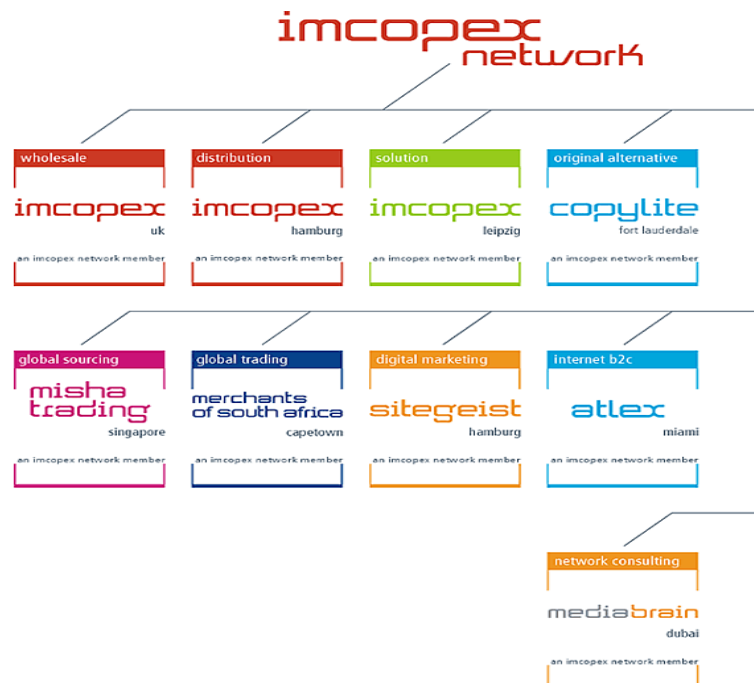 imcopex
network
wholesale
distribution
solution
original alternative
imcopex
imcopex
imcopex
copylite
uk
hamburg
leipzig
fort lauderdale
an imcopex network member
an imcopex network member
an imcopex network member
an imcopex network member
global sourcing
global trading
digital marketing
internet b2c
misha
trading
merchants
of south africa
sitegeist
atlex
singapore
capetown
hamburg
miami
an imcopex network member
an imcopex network member
an imcopex network member
an imcopex network member
network consulting
mediabrain
dubai
an imcopex network member